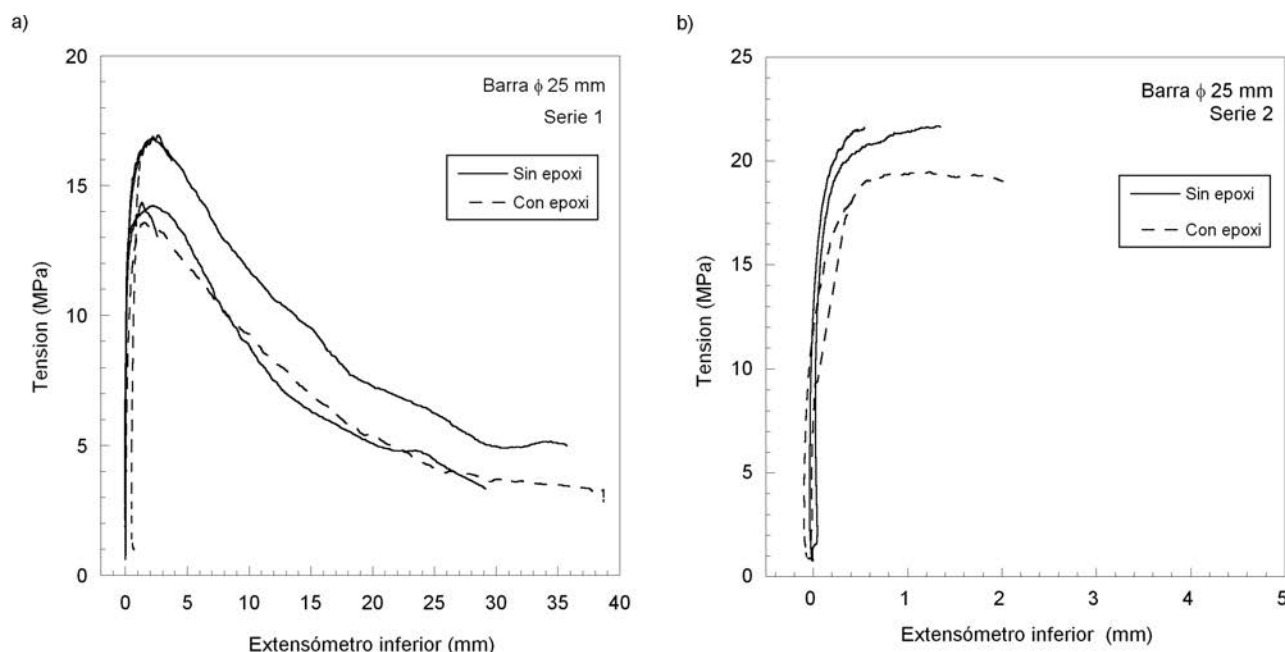 a)
20
15
10
5
0
Tension (MPa)
Barra ϕ 25 mm
Serie 1
Sin epoxi
Con epoxi
0 5 10 15 20 25 30 35 40
Extensómetro inferior (mm)
b)
25
20
15
10
5
0
Tension (MPa)
Barra ϕ 25 mm
Serie 2
Sin epoxi
Con epoxi
0 1 2 3 4 5
Extensómetro inferior (mm)